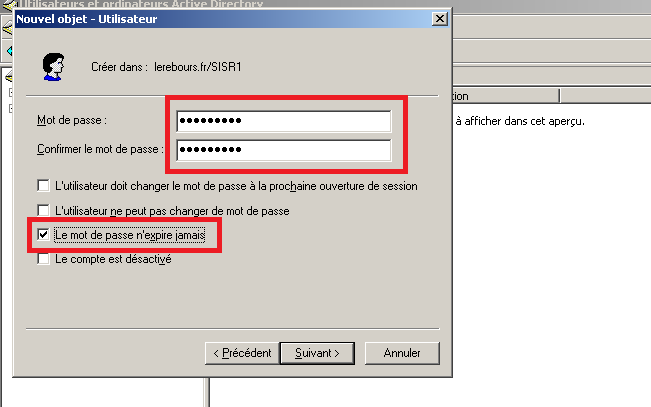 Utilisateurs et ordinateurs Active Directory
Nouvel objet - Utilisateur
Créer dans : lerebours.fr/SISR1
Mot de passe :
●●●●●●●●●
Confirmer le mot de passe :
●●●●●●●●●
L'utilisateur doit changer le mot de passe à la prochaine ouverture de session
L'utilisateur ne peut pas changer de mot de passe
Le mot de passe n'expire jamais
Le compte est désactivé
< Précédent
Suivant >
Annuler
à afficher dans cet aperçu.